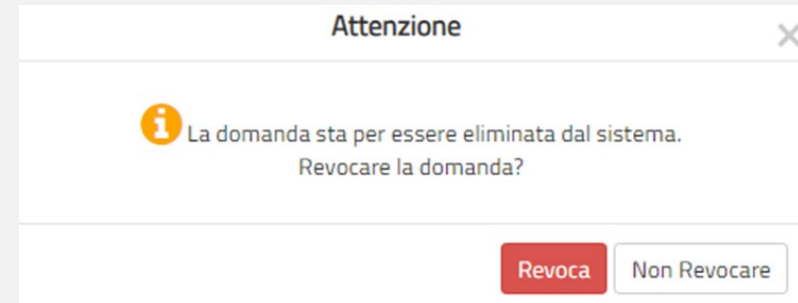 Attenzione
La domanda sta per essere eliminata dal sistema.
Revocare la domanda?
Revoca
Non Revocare